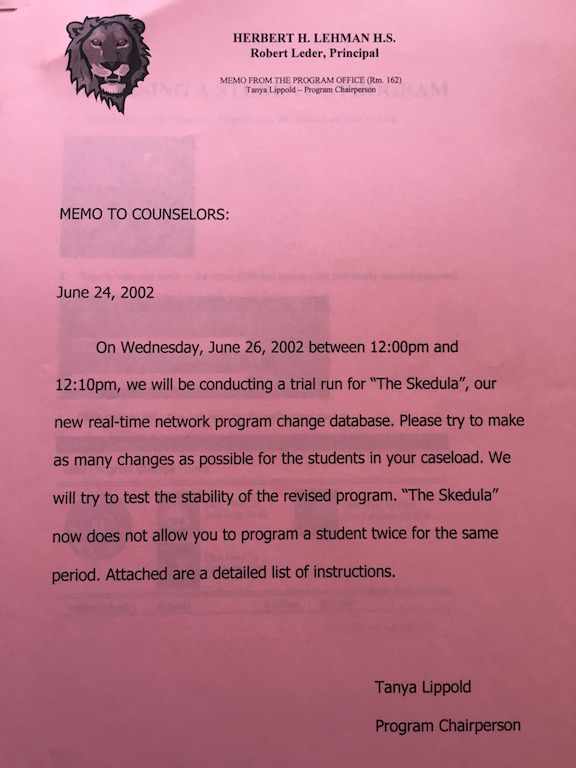 HERBERT H. LEHMAN H.S.
Robert Leder, Principal
MEMO FROM THE PROGRAM OFFICE (Rm. 162)
Tanya Lippold – Program Chairperson
MEMO TO COUNSELORS:
June 24, 2002
On Wednesday, June 26, 2002 between 12:00pm and
12:10pm, we will be conducting a trial run for “The Skedula”, our
new real-time network program change database. Please try to make
as many changes as possible for the students in your caseload. We
will try to test the stability of the revised program. “The Skedula”
now does not allow you to program a student twice for the same
period. Attached are a detailed list of instructions.
Tanya Lippold
Program Chairperson